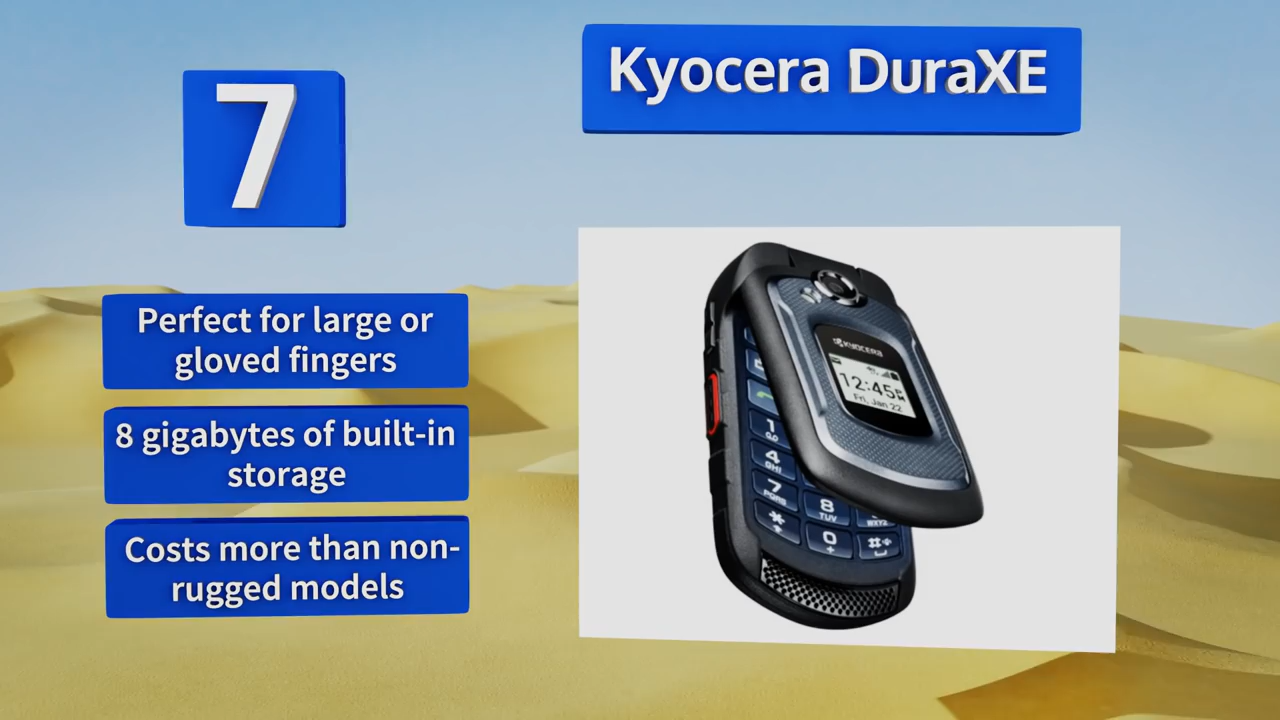 7
Kyocera DuraXE
Perfect for large or
gloved fingers
8 gigabytes of built-in
storage
Costs more than non-
rugged models
KYOCERA
4G
12:45
Fri, Jan 22
1
4
GHI
7
PQRS
8
TUV
WXYZ
*
0
+
#